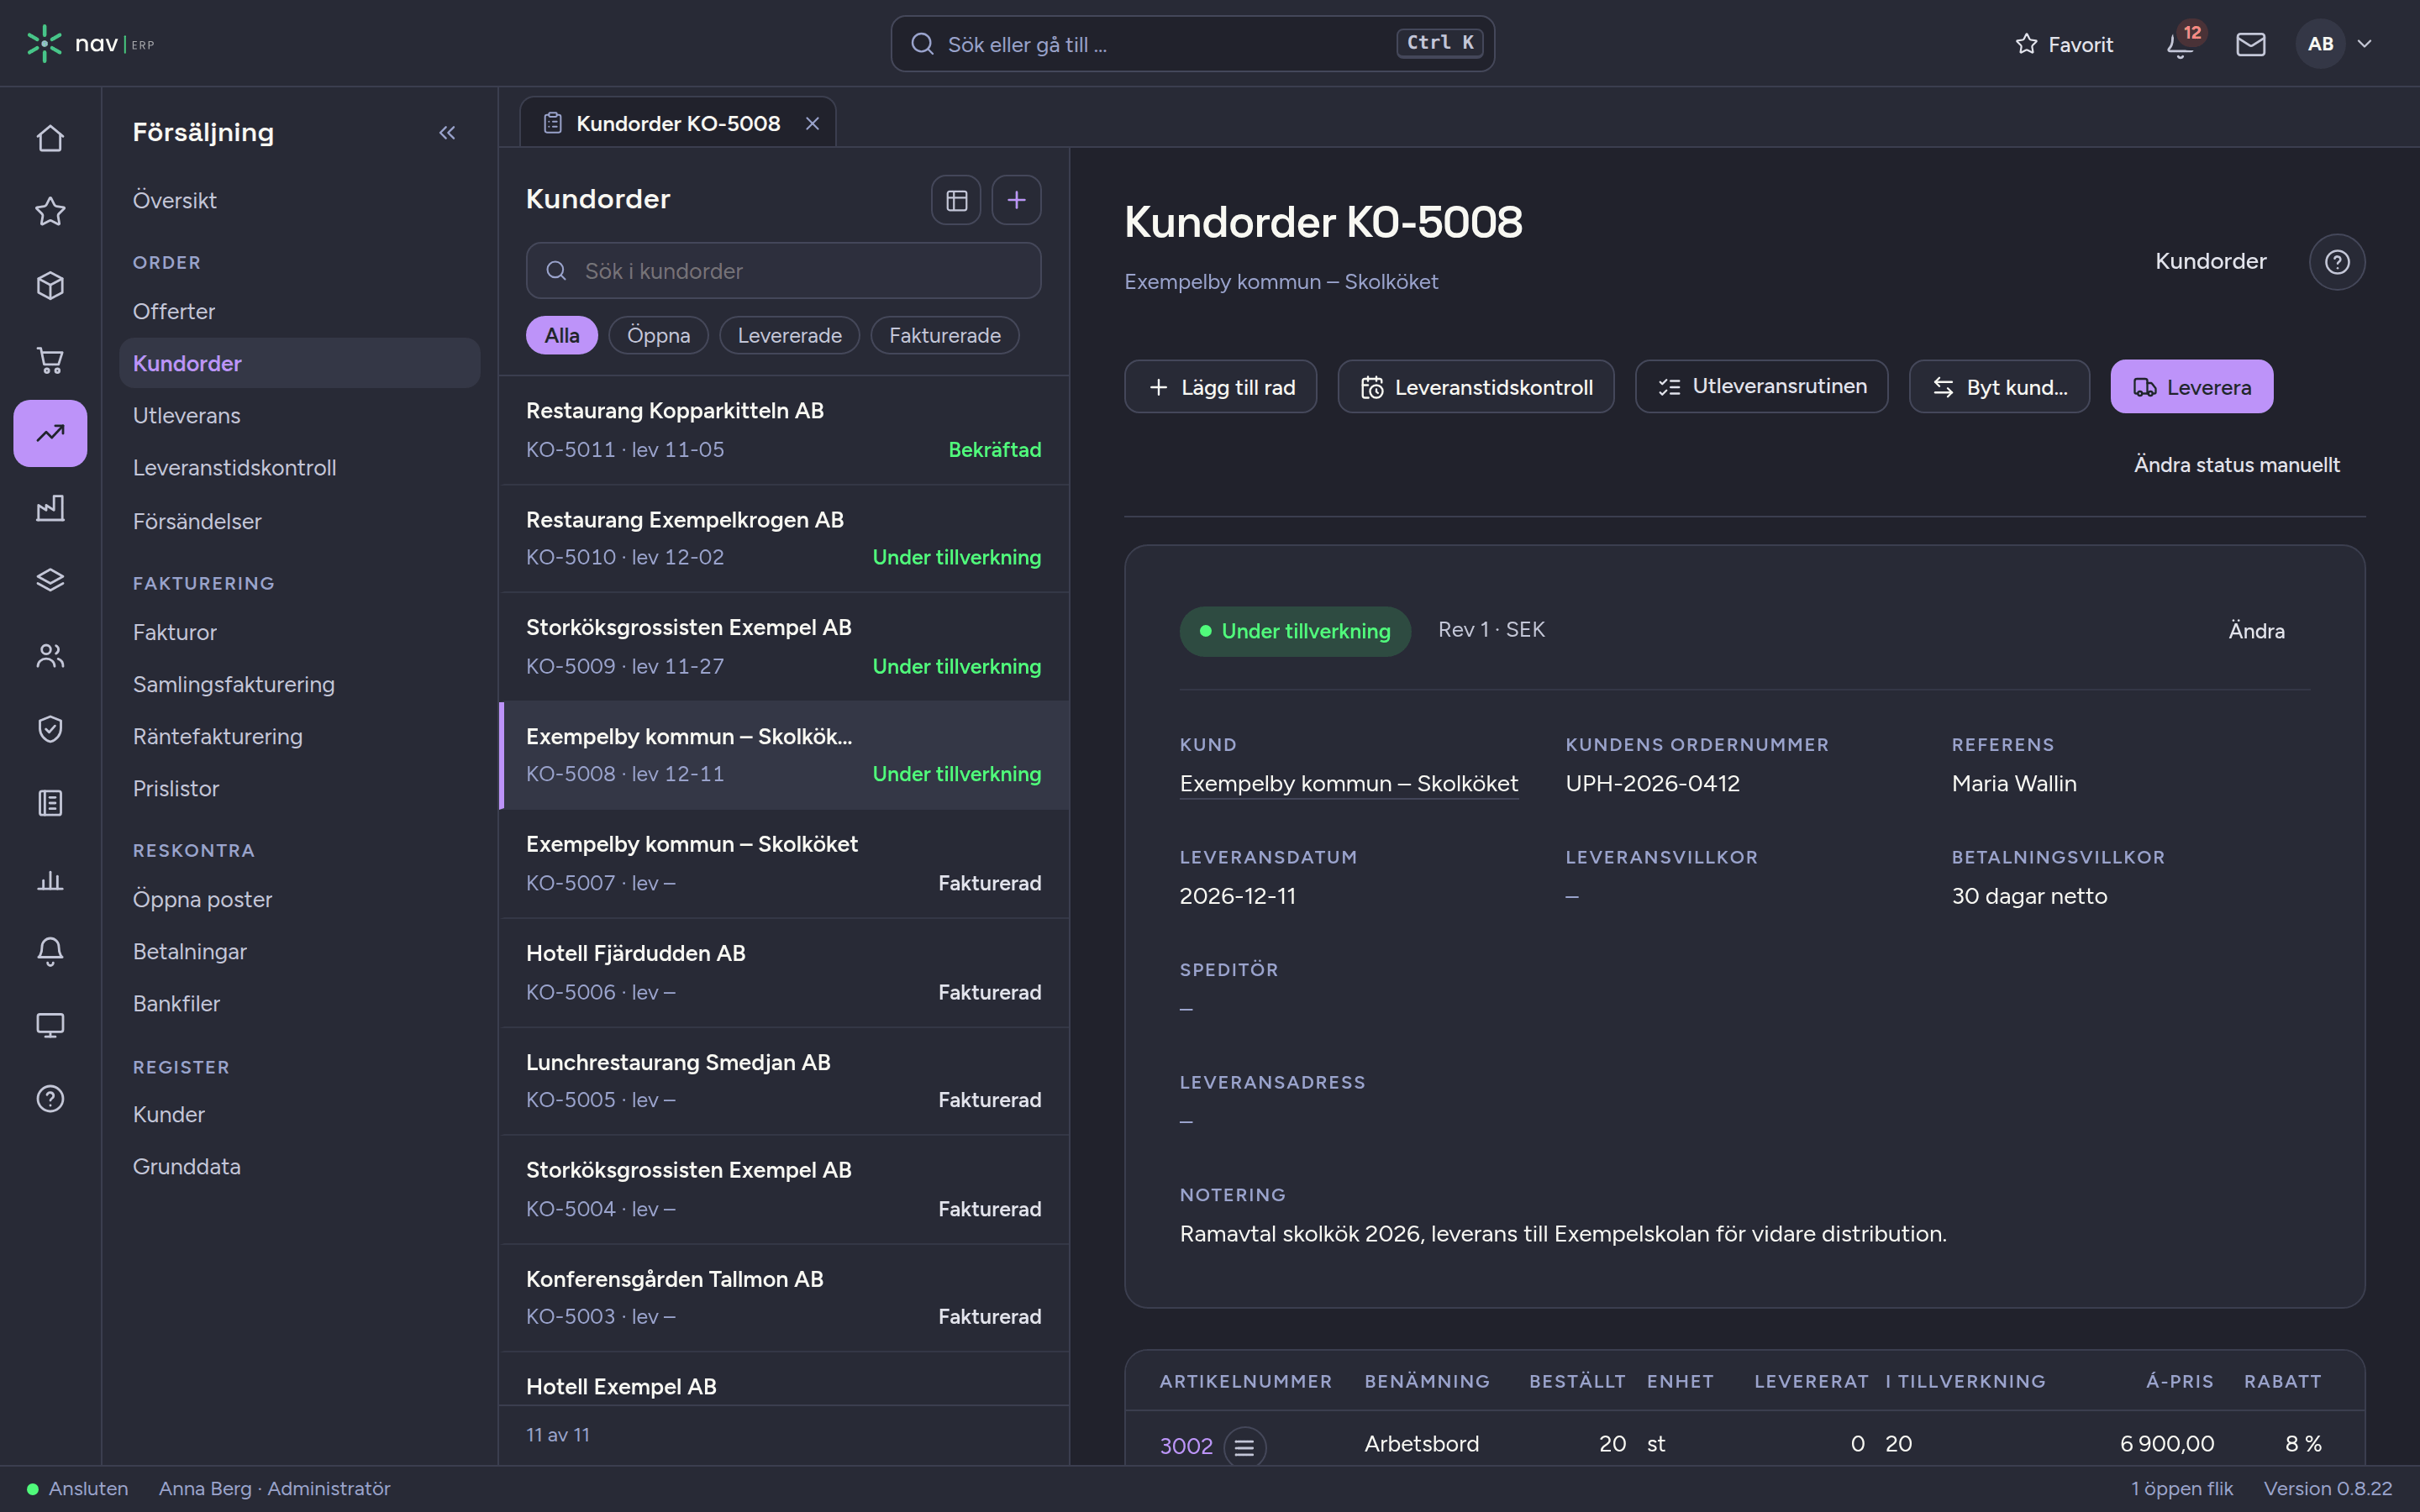 nav ERP
Sök eller gå till ...
Ctrl K
Favorit
12
AB
Försäljning
Översikt
ORDER
Offerter
Kundorder
Utleverans
Leveranstidskontroll
Försändelser
FAKTURERING
Fakturor
Samlingsfakturering
Räntefakturering
Prislistor
RESKONTRA
Öppna poster
Betalningar
Bankfiler
REGISTER
Kunder
Grunddata
Kundorder KO-5008
Kundorder
Sök i kundorder
Alla Öppna Levererade Fakturerade
Restaurang Kopparkitteln AB
KO-5011 · lev 11-05 Bekräftad
Restaurang Exempelkrogen AB
KO-5010 · lev 12-02 Under tillverkning
Storköksgrossisten Exempel AB
KO-5009 · lev 11-27 Under tillverkning
Exempelby kommun – Skolkök...
KO-5008 · lev 12-11 Under tillverkning
Exempelby kommun – Skolköket
KO-5007 · lev – Fakturerad
Hotell Fjärdudden AB
KO-5006 · lev – Fakturerad
Lunchrestaurang Smedjan AB
KO-5005 · lev – Fakturerad
Storköksgrossisten Exempel AB
KO-5004 · lev – Fakturerad
Konferensgården Tallmon AB
KO-5003 · lev – Fakturerad
Hotell Exempel AB
11 av 11
Kundorder KO-5008
Exempelby kommun – Skolköket
Kundorder
Lägg till rad Leveranstidskontroll Utleveransrutinen Byt kund... Leverera
Ändra status manuellt
Under tillverkning Rev 1 · SEK Ändra
KUND KUNDENS ORDERNUMMER REFERENS
Exempelby kommun – Skolköket UPH-2026-0412 Maria Wallin
LEVERANSDATUM LEVERANSVILLKOR BETALNINGSVILLKOR
2026-12-11 – 30 dagar netto
SPEDITÖR
–
LEVERANSADRESS
–
NOTERING
Ramavtal skolkök 2026, leverans till Exempelskolan för vidare distribution.
ARTIKELNUMMER BENÄMNING BESTÄLLT ENHET LEVERERAT I TILLVERKNING Á-PRIS RABATT
3002 Arbetsbord 20 st 0 20 6 900,00 8 %
Ansluten Anna Berg · Administratör 1 öppen flik Version 0.8.22